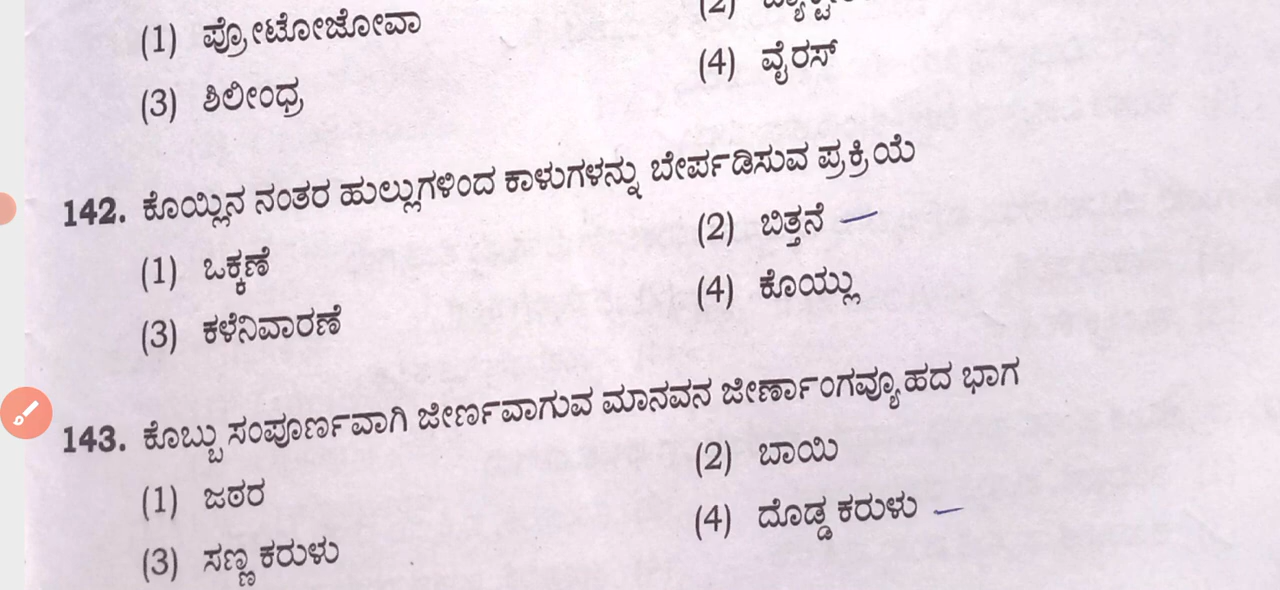 (1) ಪ್ರೋಟೋಜೋವಾ
(2)
(3) ಶಿಲೀಂಧ್ರ
(4) ವೈರಸ್
142. ಕೊಯ್ಲಿನ ನಂತರ ಹುಲ್ಲುಗಳಿಂದ ಕಾಳುಗಳನ್ನು ಬೇರ್ಪಡಿಸುವ ಪ್ರಕ್ರಿಯೆ
(1) ಒಕ್ಕಣೆ
(2) ಬಿತ್ತನೆ
(3) ಕಳೆನಿವಾರಣೆ
(4) ಕೊಯ್ಲು
143. ಕೊಬ್ಬು ಸಂಪೂರ್ಣವಾಗಿ ಜೀರ್ಣವಾಗುವ ಮಾನವನ ಜೀರ್ಣಾಂಗವ್ಯೂಹದ ಭಾಗ
(1) ಜಠರ
(2) ಬಾಯಿ
(3) ಸಣ್ಣ ಕರುಳು
(4) ದೊಡ್ಡ ಕರುಳು